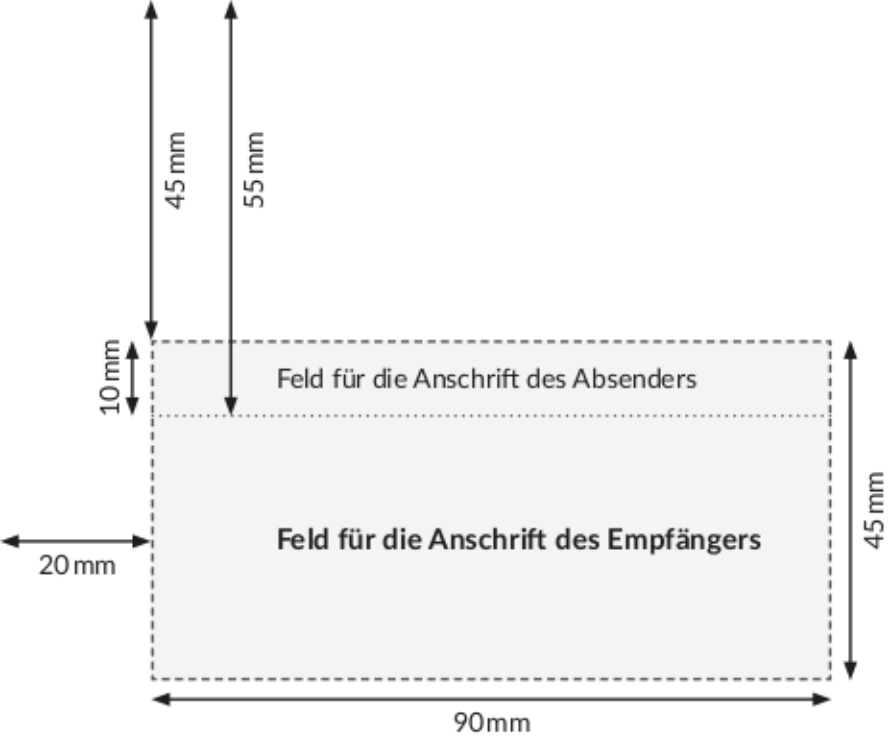 45 mm
55 mm
10 mm
Feld für die Anschrift des Absenders
Feld für die Anschrift des Empfängers
45 mm
20 mm
90 mm